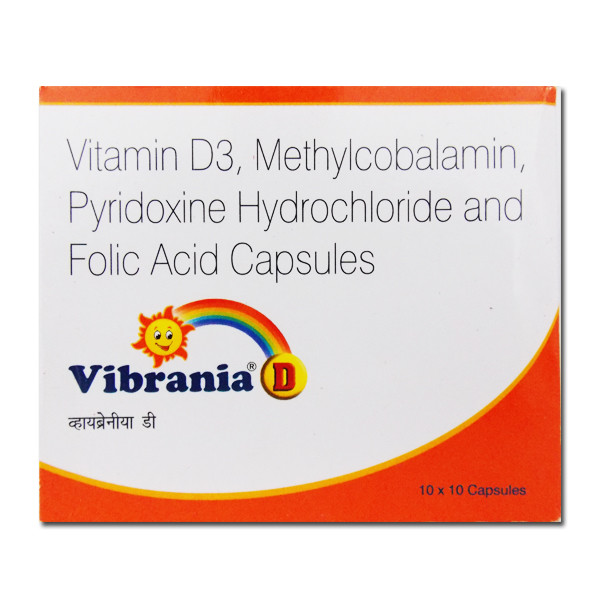 Vitamin D3, Methylcobalamin,
Pyridoxine Hydrochloride and
Folic Acid Capsules
Vibrania® D
व्हायब्रेनीया डी
10 x 10 Capsules